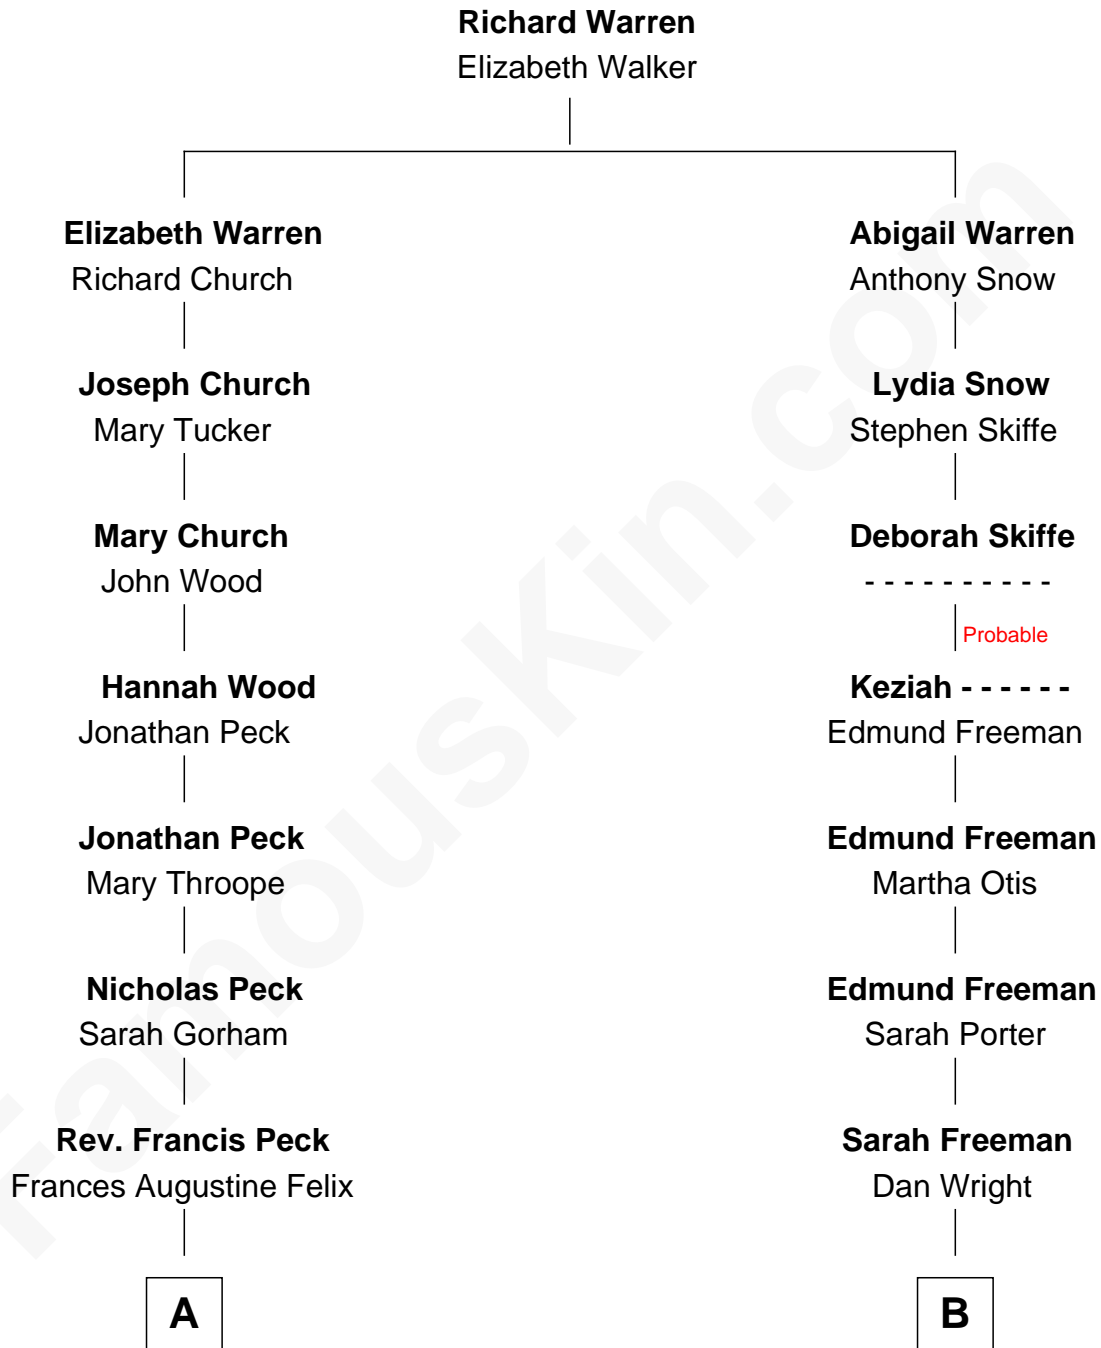 Richard Warren
Elizabeth Walker
Elizabeth Warren
Richard Church
Abigail Warren
Anthony Snow
Joseph Church
Mary Tucker
Lydia Snow
Stephen Skiffe
Mary Church
John Wood
Deborah Skiffe
- - - - - - - - - -
Probable
Hannah Wood
Jonathan Peck
Keziah - - - - - -
Edmund Freeman
Jonathan Peck
Mary Throope
Edmund Freeman
Martha Otis
Nicholas Peck
Sarah Gorham
Edmund Freeman
Sarah Porter
Rev. Francis Peck
Frances Augustine Felix
Sarah Freeman
Dan Wright
A
B
FamousKin.com